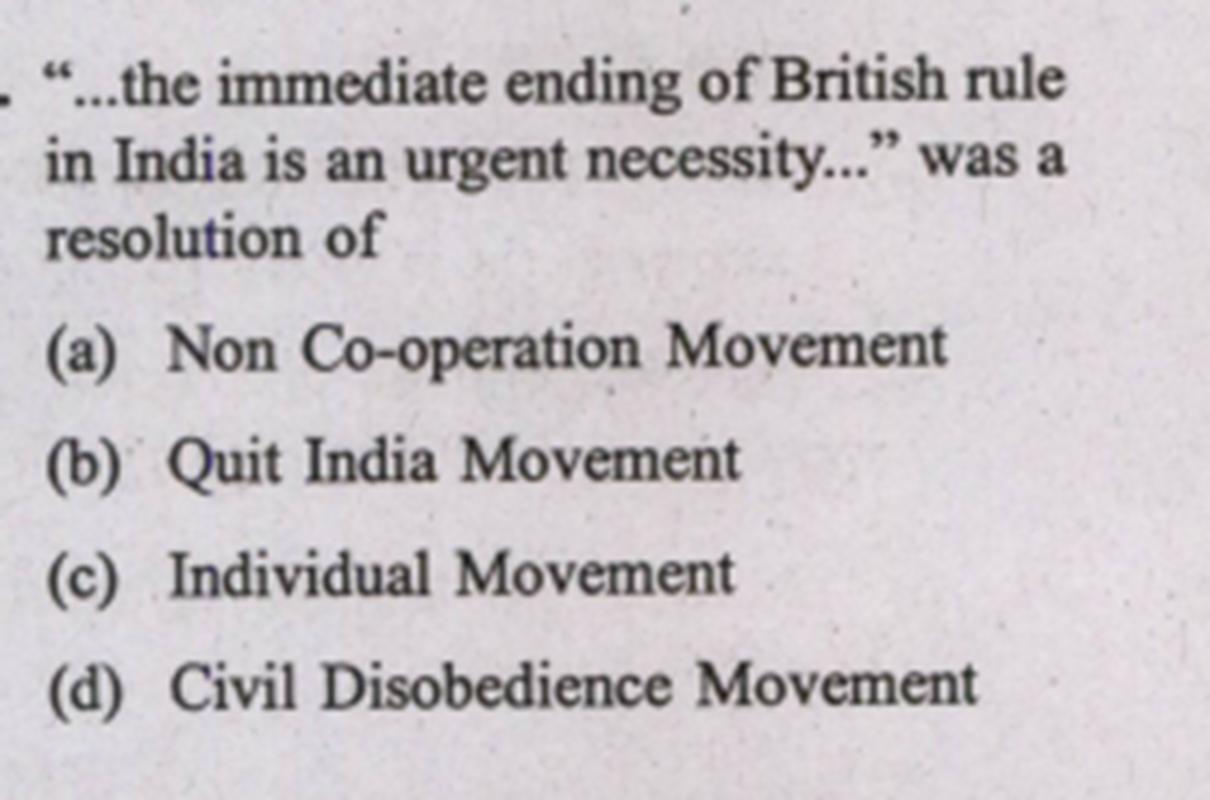 . “...the immediate ending of British rule
in India is an urgent necessity...” was a
resolution of
(a) Non Co-operation Movement
(b) Quit India Movement
(c) Individual Movement
(d) Civil Disobedience Movement